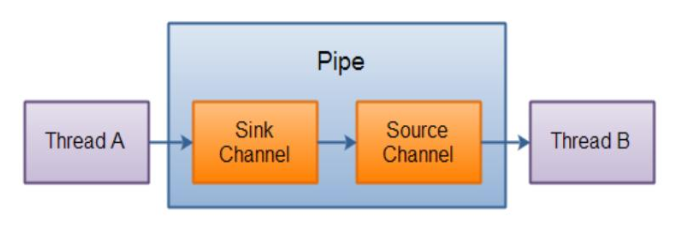 Pipe
Thread A
Sink
Channel
Source
Channel
Thread B